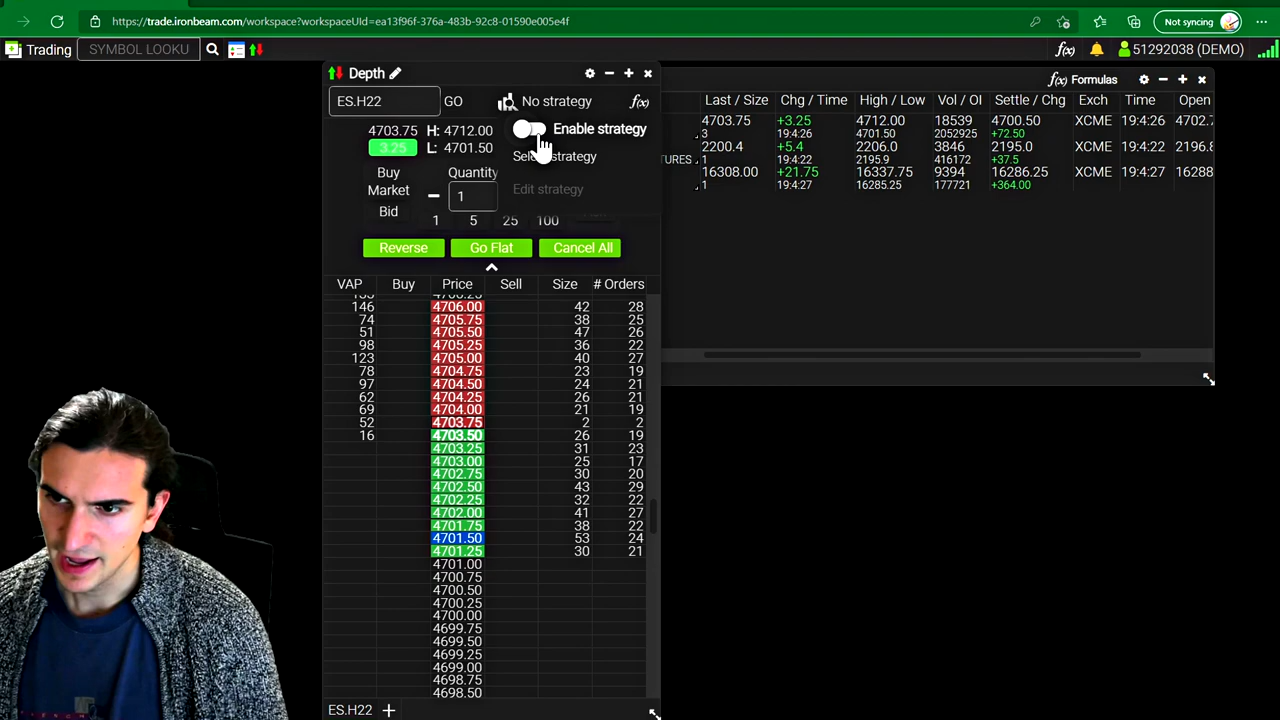 https://trade.ironbeam.com/workspace?workspaceUId=ea13f96f-376a-483b-92c8-01590e005e4f
Not syncing
Trading
SYMBOL LOOKU
f(x)
51292038 (DEMO)
Depth
ES.H22
GO
No strategy
f(x)
Enable strategy
4703.75
H: 4712.00
3.25
L: 4701.50
strategy
Buy
Market
Quantity
Edit strategy
Bid
1
1 5 25 100
Reverse
Go Flat
Cancel All
VAP Buy Price Sell Size # Orders
146 4706.00 42 28
74 4705.75 38 25
51 4705.50 47 26
98 4705.25 36 22
123 4705.00 40 27
78 4704.75 23 19
97 4704.50 24 21
62 4704.25 26 21
69 4704.00 21 19
52 4703.75 2 2
16 4703.50 26 19
4703.25 31 23
4703.00 25 17
4702.75 30 20
4702.50 43 29
4702.25 32 22
4702.00 41 27
4701.75 38 22
4701.50 53 24
4701.25 30 21
4701.00
4700.75
4700.50
4700.25
4700.00
4699.75
4699.50
4699.25
4699.00
4698.75
4698.50
ES.H22
f(x) Formulas
Last / Size Chg / Time High / Low Vol / OI Settle / Chg Exch Time Open
4703.75 +3.25 4712.00 18539 4700.50 XCME 19:4:26 4702.
3 19:4:26 4701.50 2052925 +72.50
2200.4 +5.4 2206.0 3846 2195.0 XCME 19:4:22 2196.8
TURES 1 19:4:22 2195.9 416172 +37.5
16308.00 +21.75 16337.75 9394 16286.25 XCME 19:4:27 16288
1 19:4:27 16285.25 177721 +364.00